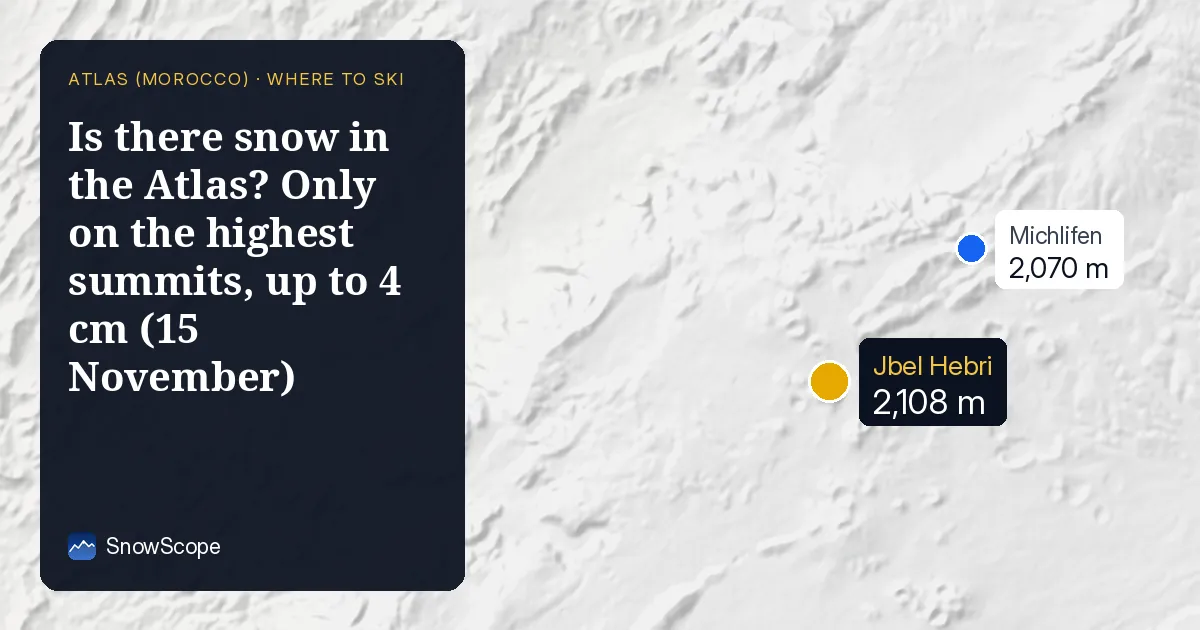 ATLAS (MOROCCO) · WHERE TO SKI
Is there snow in
the Atlas? Only
on the highest
summits, up to 4
cm (15
November)
SnowScope
Michlifen
2,070 m
Jbel Hebri
2,108 m